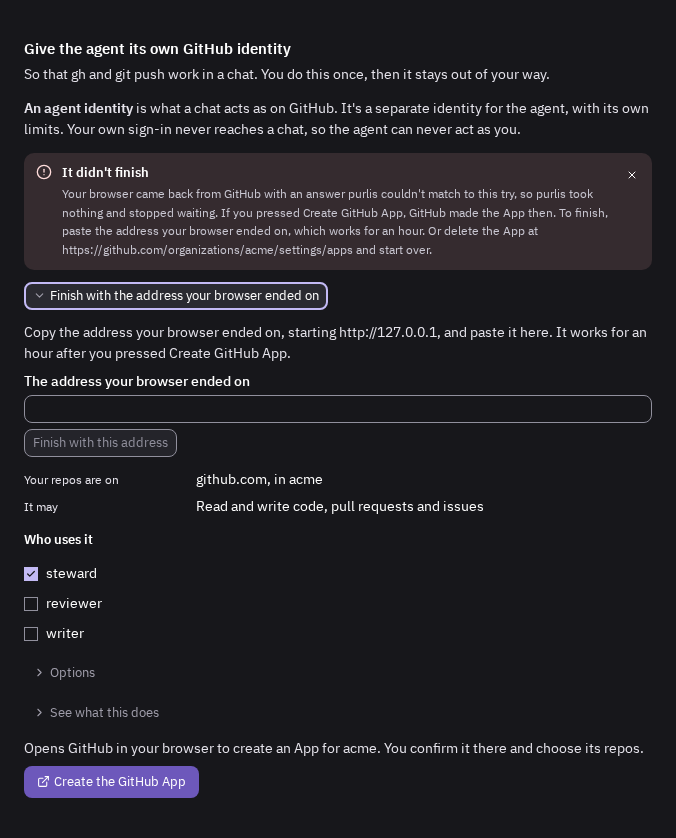 Give the agent its own GitHub identity
So that gh and git push work in a chat. You do this once, then it stays out of your way.
An agent identity is what a chat acts as on GitHub. It's a separate identity for the agent, with its own
limits. Your own sign-in never reaches a chat, so the agent can never act as you.
It didn't finish
Your browser came back from GitHub with an answer purlis couldn't match to this try, so purlis took
nothing and stopped waiting. If you pressed Create GitHub App, GitHub made the App then. To finish,
paste the address your browser ended on, which works for an hour. Or delete the App at
https://github.com/organizations/acme/settings/apps and start over.
Finish with the address your browser ended on
Copy the address your browser ended on, starting http://127.0.0.1, and paste it here. It works for an
hour after you pressed Create GitHub App.
The address your browser ended on
Finish with this address
Your repos are on github.com, in acme
It may Read and write code, pull requests and issues
Who uses it
steward
reviewer
writer
Options
See what this does
Opens GitHub in your browser to create an App for acme. You confirm it there and choose its repos.
Create the GitHub App